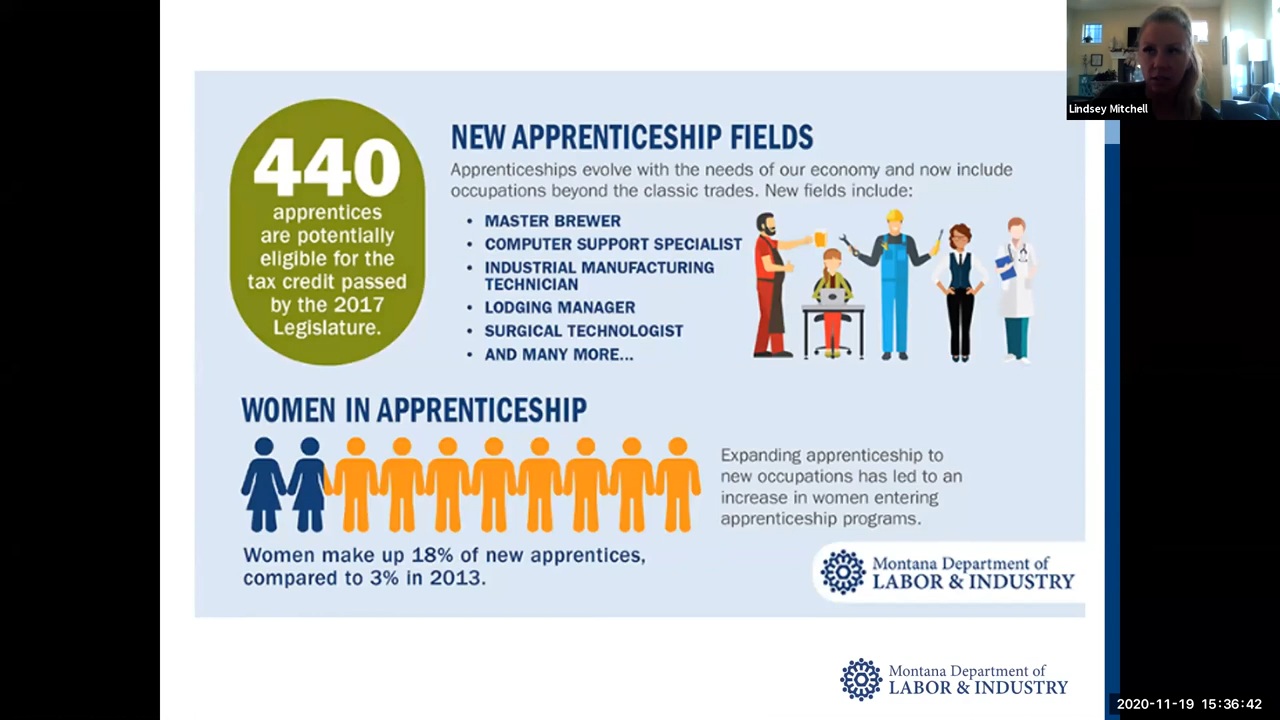 Lindsey Mitchell
440
apprentices
are potentially
eligible for the
tax credit passed
by the 2017
Legislature.
NEW APPRENTICESHIP FIELDS
Apprenticeships evolve with the needs of our economy and now include
occupations beyond the classic trades. New fields include:
• MASTER BREWER
• COMPUTER SUPPORT SPECIALIST
• INDUSTRIAL MANUFACTURING
TECHNICIAN
• LODGING MANAGER
• SURGICAL TECHNOLOGIST
• AND MANY MORE...
WOMEN IN APPRENTICESHIP
Expanding apprenticeship to
new occupations has led to an
increase in women entering
apprenticeship programs.
Women make up 18% of new apprentices,
compared to 3% in 2013.
Montana Department of
LABOR & INDUSTRY
Montana Department of
LABOR & INDUSTRY
2020-11-19 15:36:42